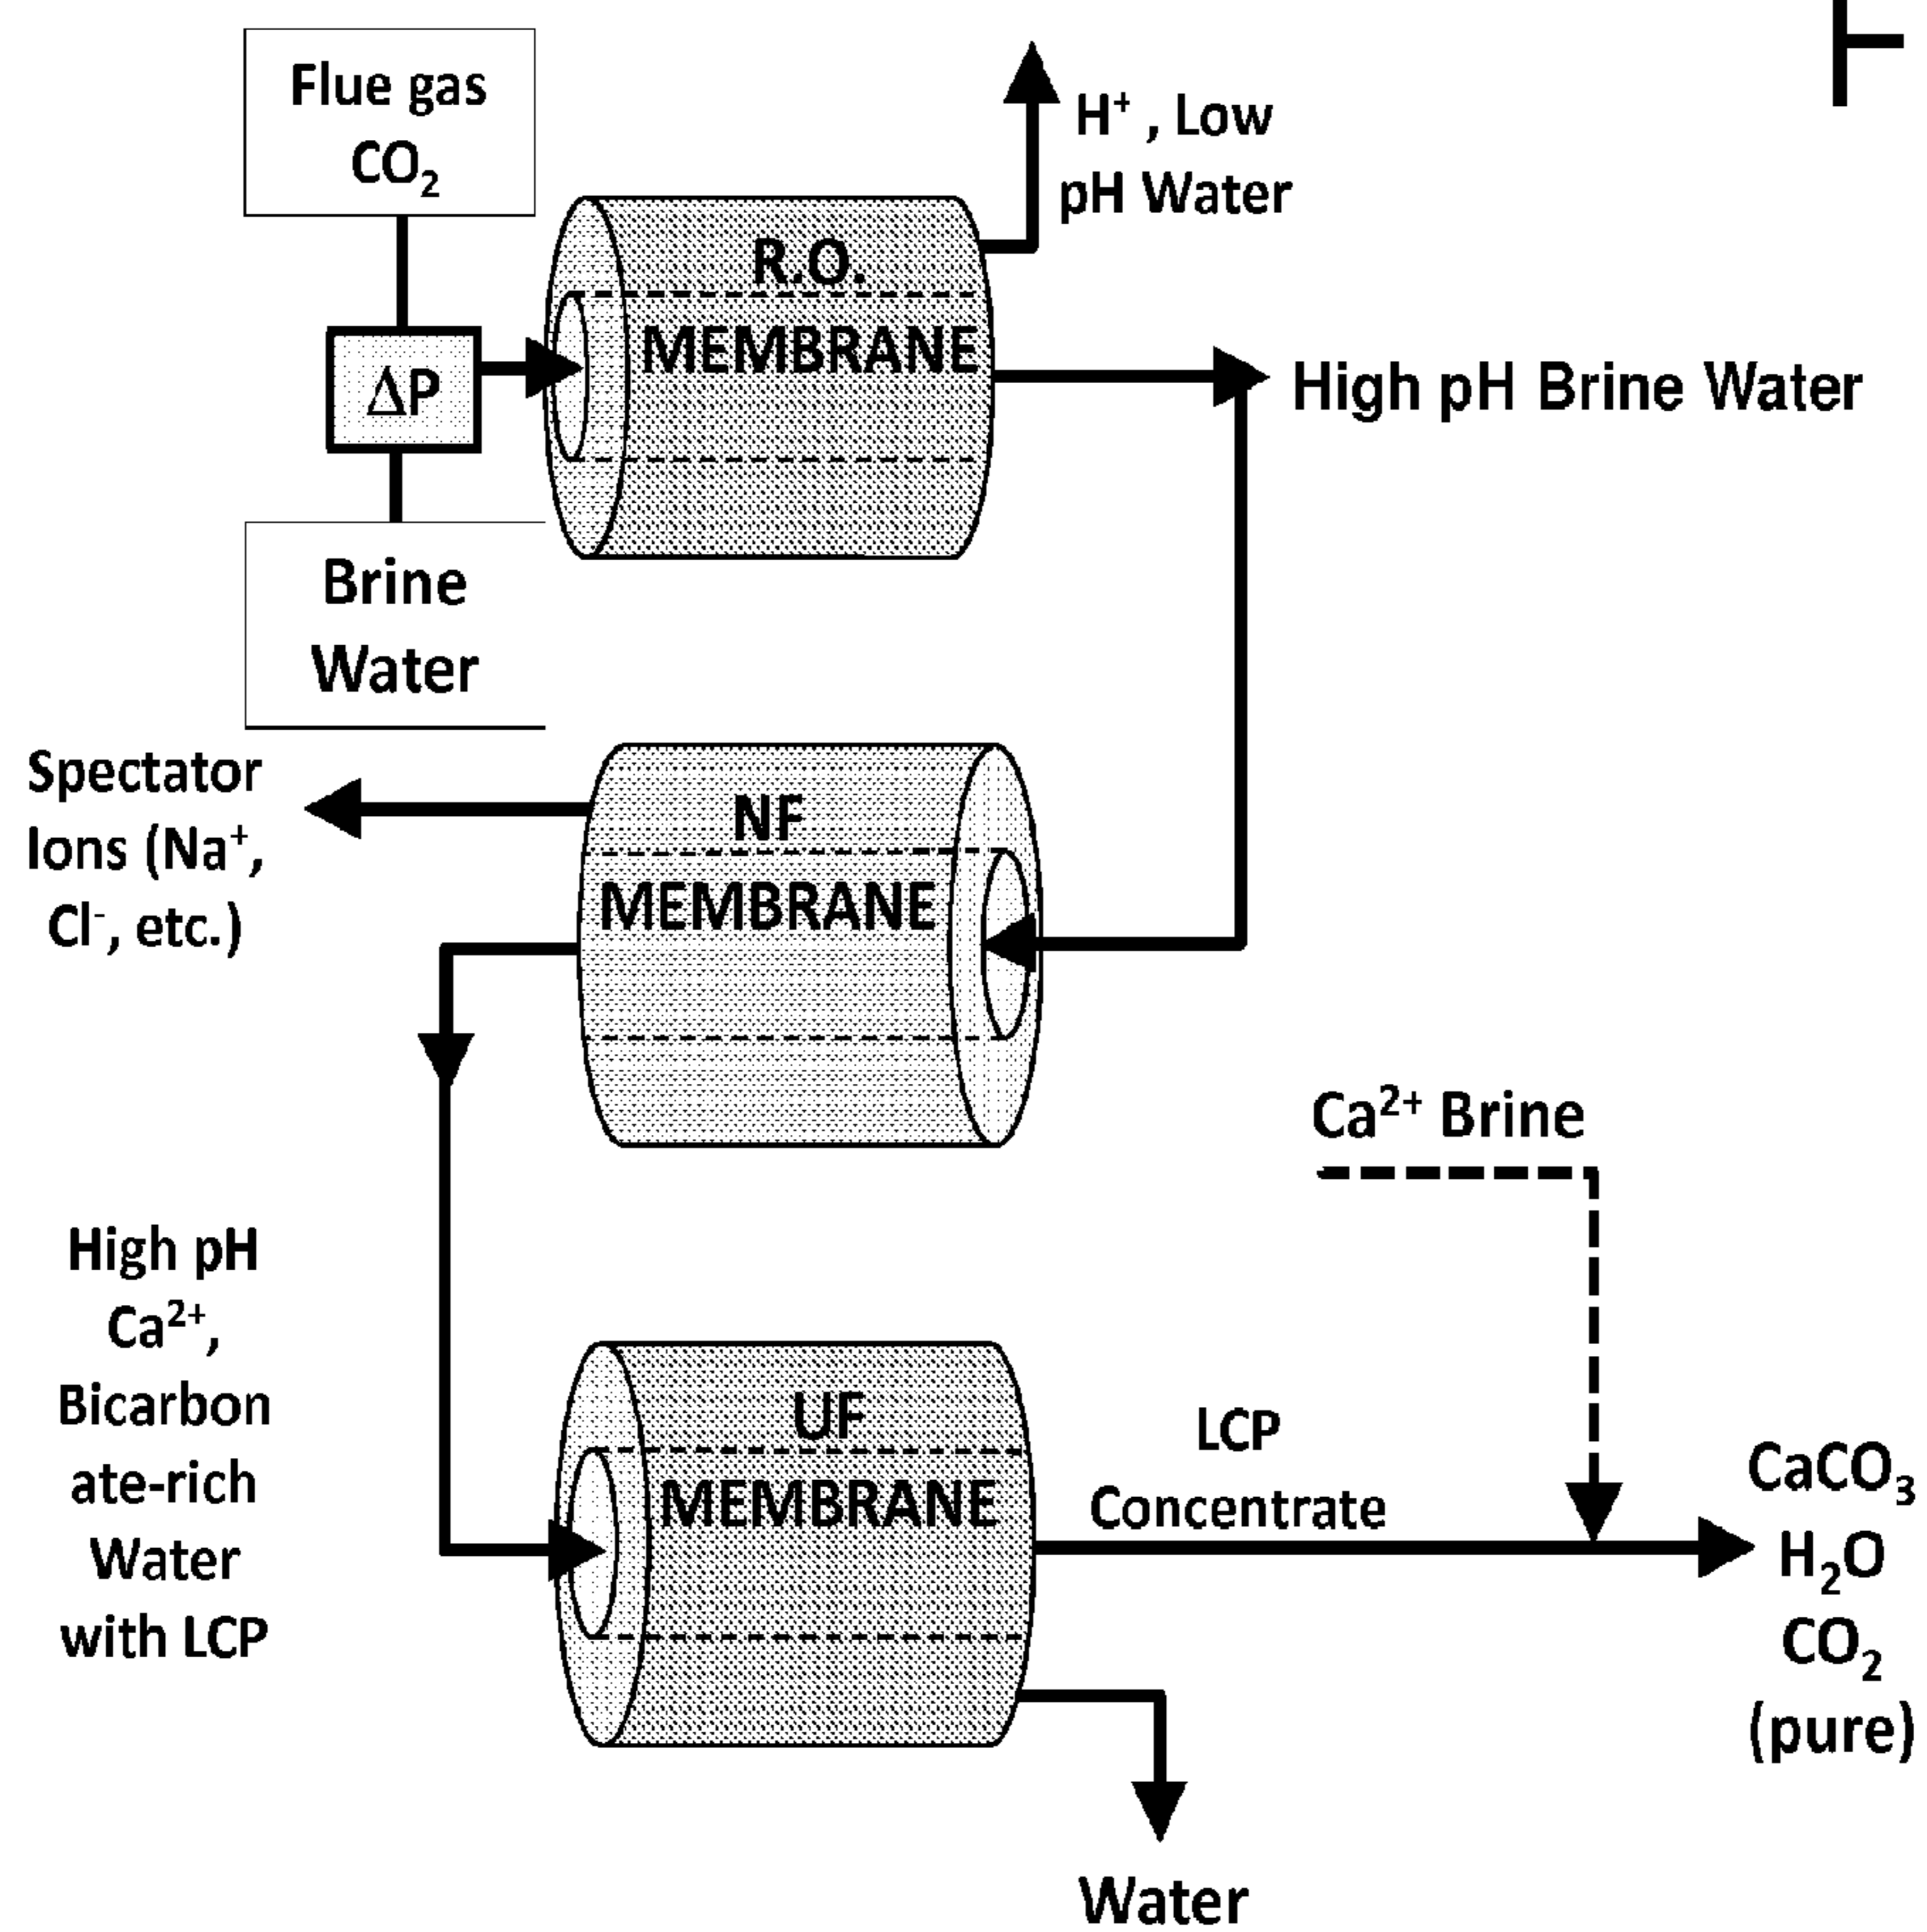 Flue gas
CO₂
H⁺ , Low
pH Water
R.O.
MEMBRANE
ΔP
High pH Brine Water
Brine
Water
Spectator
Ions (Na⁺,
Cl⁻, etc.)
NF
MEMBRANE
Ca²⁺ Brine
High pH
Ca²⁺,
Bicarbon
ate-rich
Water
with LCP
UF
MEMBRANE
LCP
Concentrate
CaCO₃
H₂O
CO₂
(pure)
Water